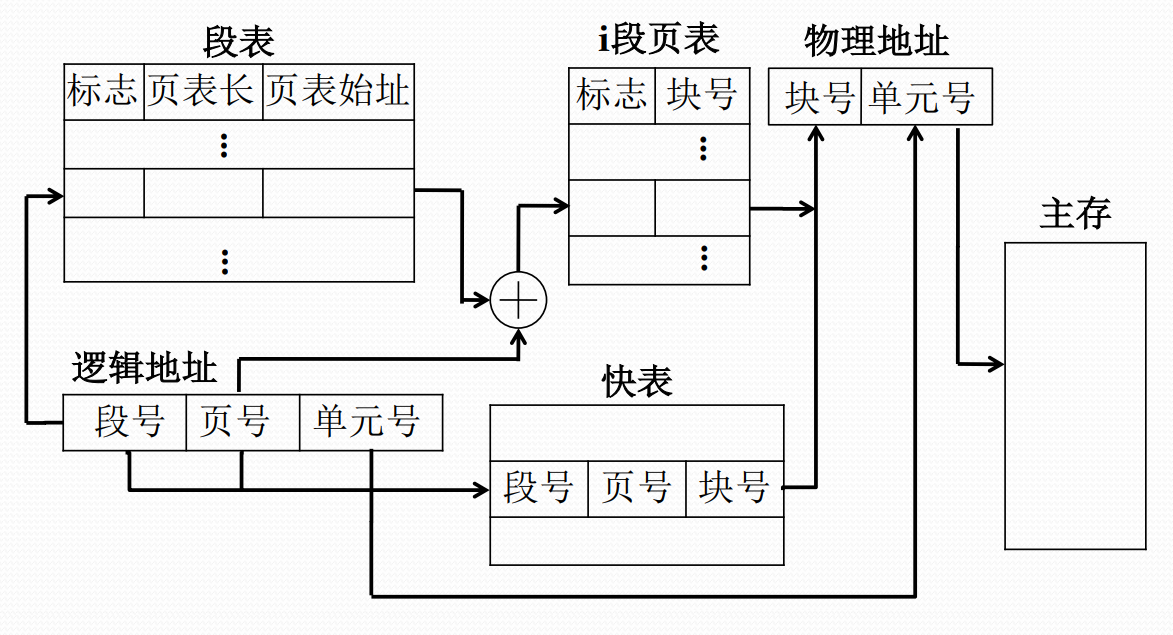 段表
i段页表
物理地址
标志 页表长 页表始址
标志 块号
块号 单元号
主存
逻辑地址
快表
段号 页号 单元号
段号 页号 块号